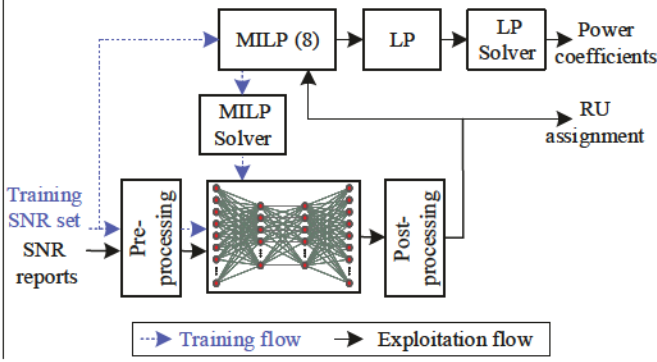 MILP (8)
LP
LP
Solver
Power
coefficients
MILP
Solver
RU
assignment
Training
SNR set
SNR
reports
Pre-
processing
Post-
processing
Training flow
Exploitation flow